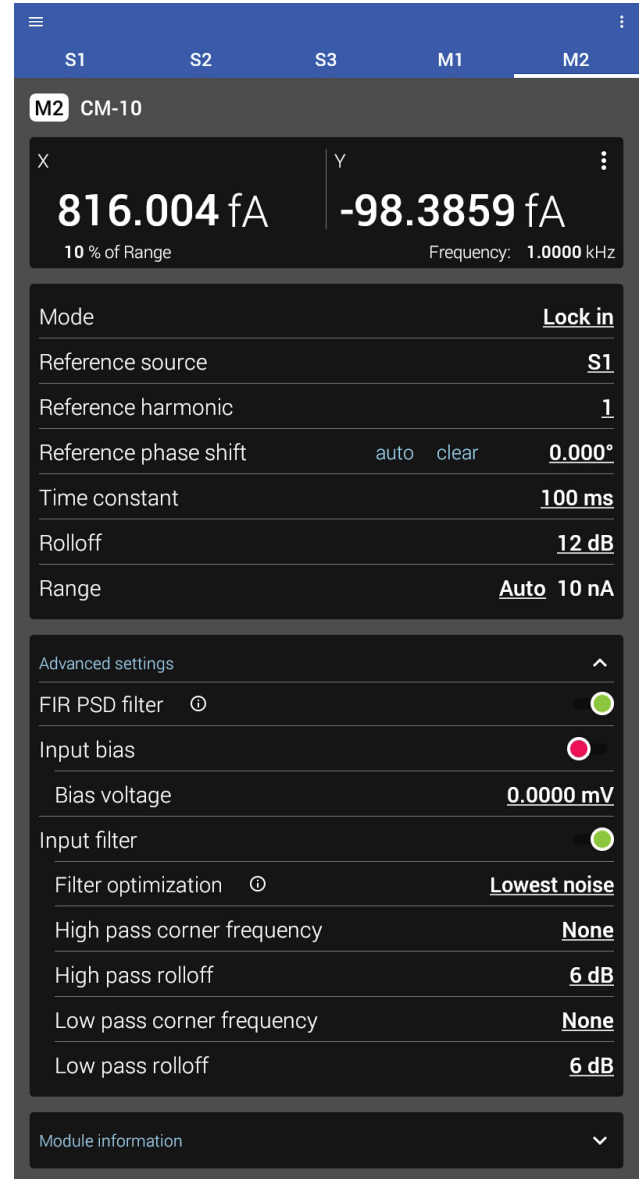 S1 S2 S3 M1 M2
M2 CM-10
X Y
816.004 fA -98.3859 fA
10 % of Range Frequency: 1.0000 kHz
Mode Lock in
Reference source S1
Reference harmonic 1
Reference phase shift auto clear 0.000°
Time constant 100 ms
Rolloff 12 dB
Range Auto 10 nA
Advanced settings
FIR PSD filter
Input bias
Bias voltage 0.0000 mV
Input filter
Filter optimization Lowest noise
High pass corner frequency None
High pass rolloff 6 dB
Low pass corner frequency None
Low pass rolloff 6 dB
Module information